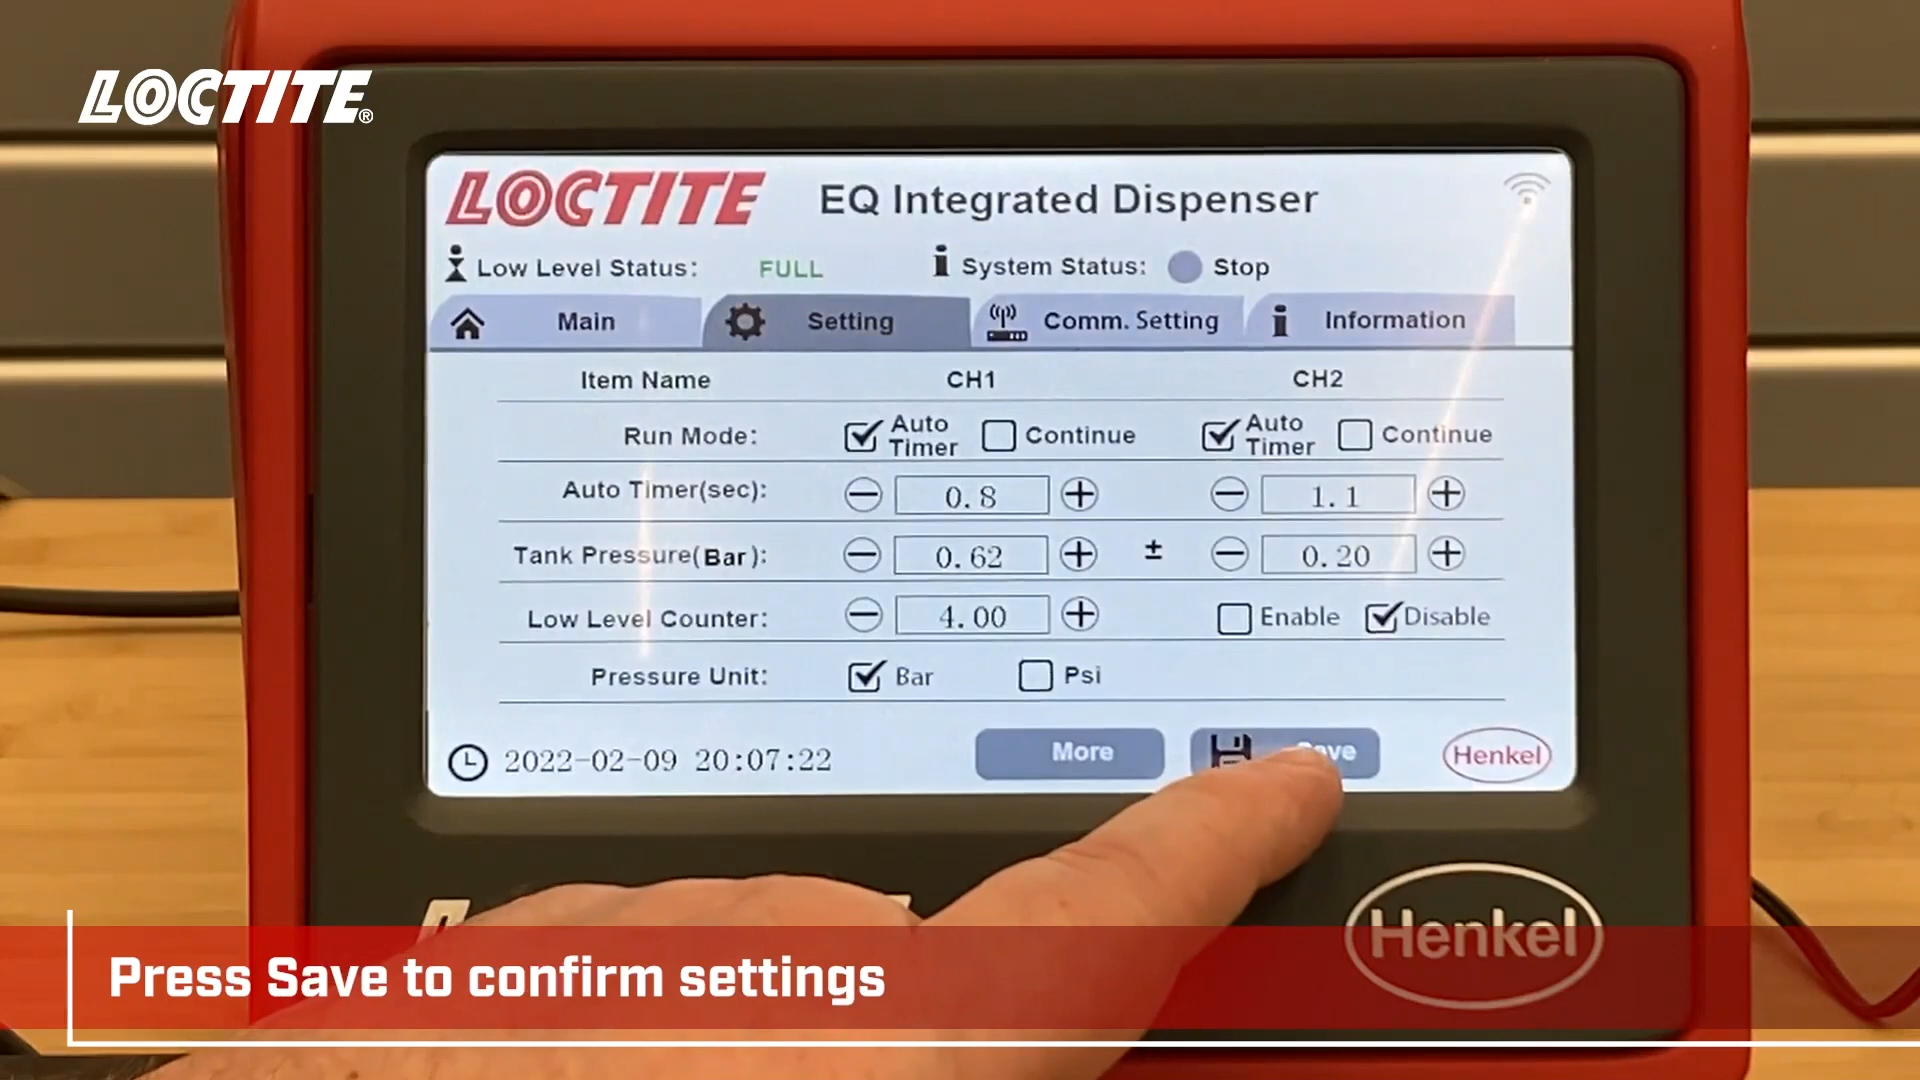 LOCTITE®
LOCTITE EQ Integrated Dispenser
Low Level Status: FULL System Status: Stop
Main Setting Comm. Setting Information
Item Name CH1 CH2
Run Mode: Auto Timer Continue Auto Timer Continue
Auto Timer(sec): 0.8 1.1
Tank Pressure(Bar): 0.62 ± 0.20
Low Level Counter: 4.00 Enable Disable
Pressure Unit: Bar Psi
2022-02-09 20:07:22 More Save Henkel
Henkel
Press Save to confirm settings